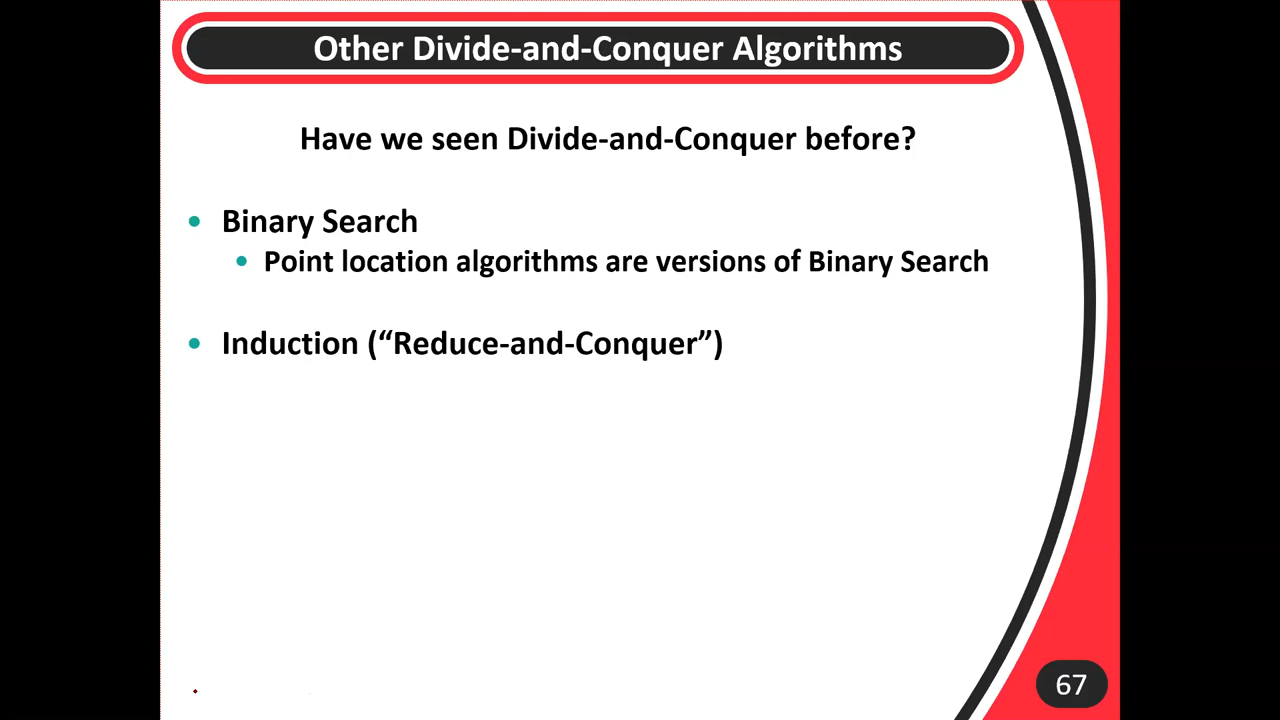 Other Divide-and-Conquer Algorithms
Have we seen Divide-and-Conquer before?
• Binary Search
• Point location algorithms are versions of Binary Search
• Induction (“Reduce-and-Conquer”)
67